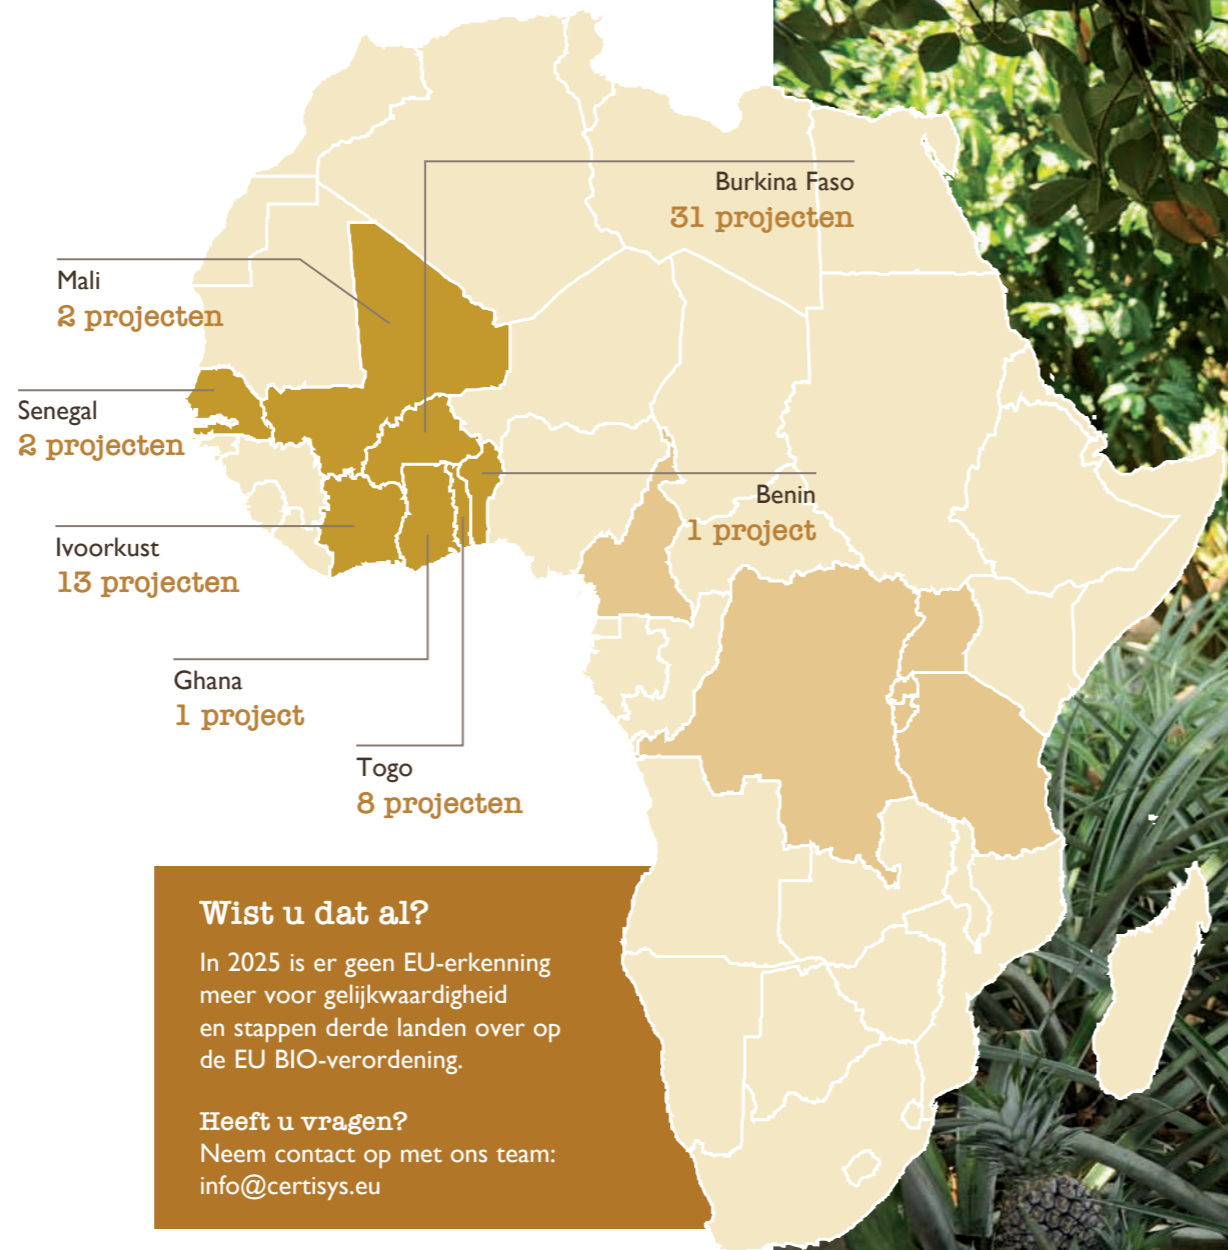 Burkina Faso
31 projecten
Mali
2 projecten
Senegal
2 projecten
Benin
1 project
Ivoorkust
13 projecten
Ghana
1 project
Togo
8 projecten
Wist u dat al?
In 2025 is er geen EU-erkenning
meer voor gelijkwaardigheid
en stappen derde landen over op
de EU BIO-verordening.
Heeft u vragen?
Neem contact op met ons team:
info@certisys.eu